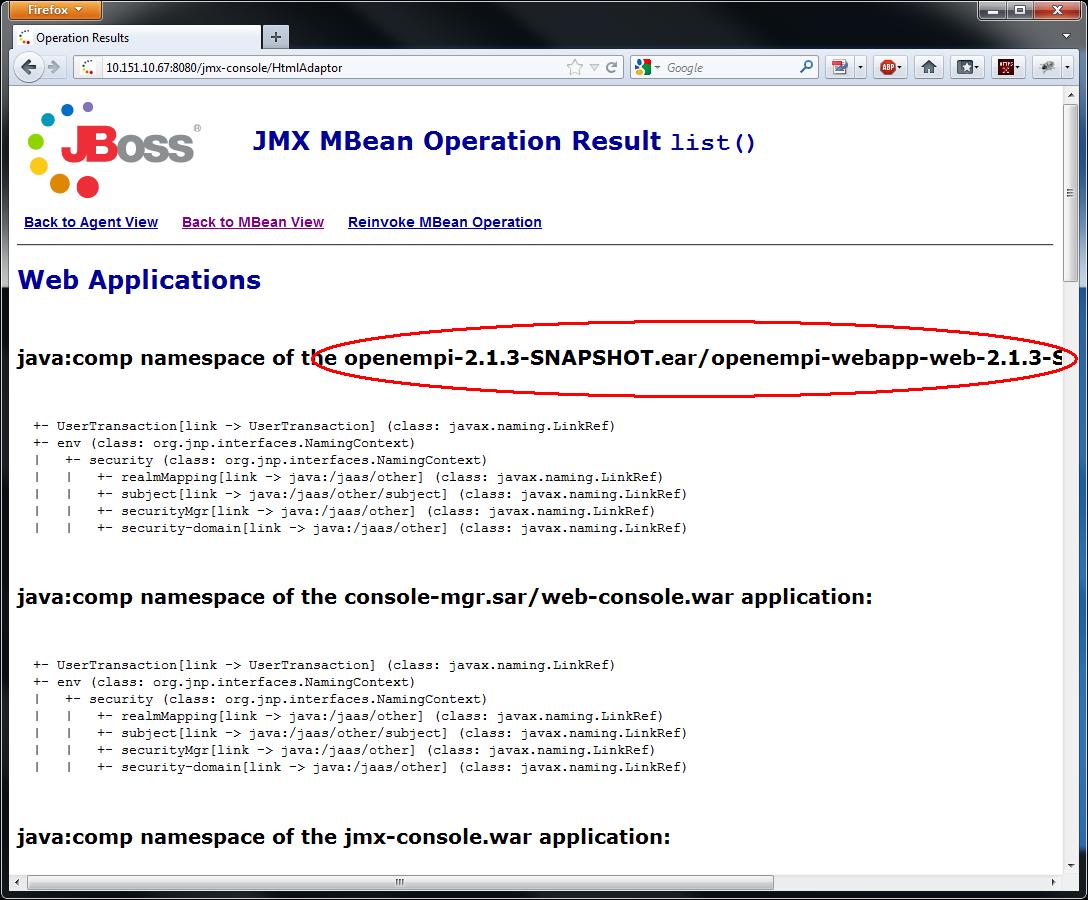 Firefox
Operation Results
10.151.10.67:8080/jmx-console/HtmlAdaptor
Google
ABP
JBoss®
JMX MBean Operation Result list()
Back to Agent View Back to MBean View Reinvoke MBean Operation
Web Applications
java:comp namespace of the openempi-2.1.3-SNAPSHOT.ear/openempi-webapp-web-2.1.3-S
+- UserTransaction[link -> UserTransaction] (class: javax.naming.LinkRef)
+- env (class: org.jnp.interfaces.NamingContext)
| +- security (class: org.jnp.interfaces.NamingContext)
| | +- realmMapping[link -> java:/jaas/other] (class: javax.naming.LinkRef)
| | +- subject[link -> java:/jaas/other/subject] (class: javax.naming.LinkRef)
| | +- securityMgr[link -> java:/jaas/other] (class: javax.naming.LinkRef)
| | +- security-domain[link -> java:/jaas/other] (class: javax.naming.LinkRef)
java:comp namespace of the console-mgr.sar/web-console.war application:
+- UserTransaction[link -> UserTransaction] (class: javax.naming.LinkRef)
+- env (class: org.jnp.interfaces.NamingContext)
| +- security (class: org.jnp.interfaces.NamingContext)
| | +- realmMapping[link -> java:/jaas/other] (class: javax.naming.LinkRef)
| | +- subject[link -> java:/jaas/other/subject] (class: javax.naming.LinkRef)
| | +- securityMgr[link -> java:/jaas/other] (class: javax.naming.LinkRef)
| | +- security-domain[link -> java:/jaas/other] (class: javax.naming.LinkRef)
java:comp namespace of the jmx-console.war application: